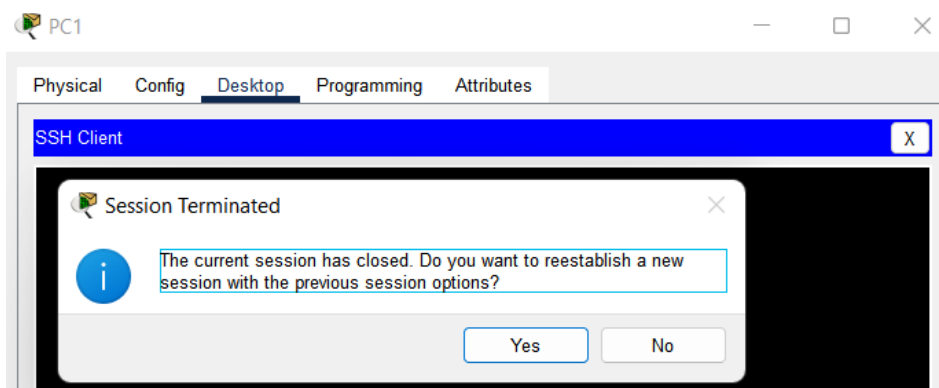 PC1
Physical Config Desktop Programming Attributes
SSH Client X
Session Terminated
The current session has closed. Do you want to reestablish a new
session with the previous session options?
Yes No